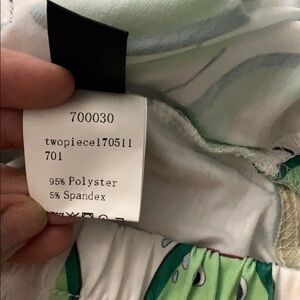 700030
twopiece170511
701
95% Polyster
5% Spandex